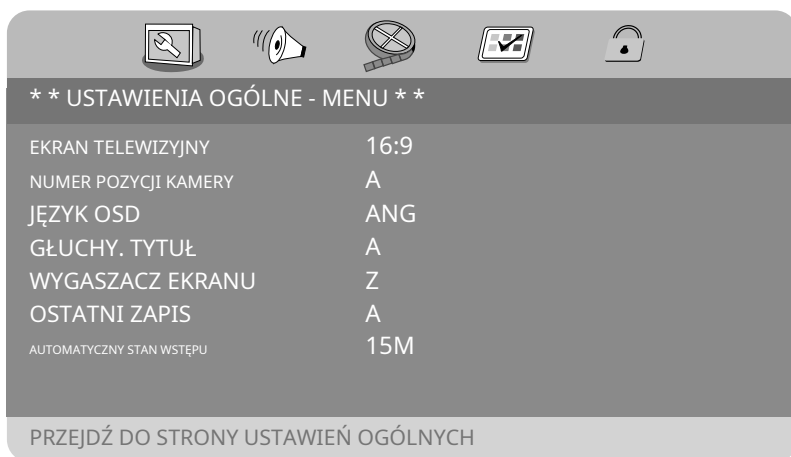 * * USTAWIENIA OGÓLNE - MENU * *
EKRAN TELEWIZYJNY 16:9
NUMER POZYCJI KAMERY A
JĘZYK OSD ANG
GŁUCHY. TYTUŁ A
WYGASZACZ EKRANU Z
OSTATNI ZAPIS A
AUTOMATYCZNY STAN WSTĘPU 15M
PRZEJDŹ DO STRONY USTAWIEŃ OGÓLNYCH